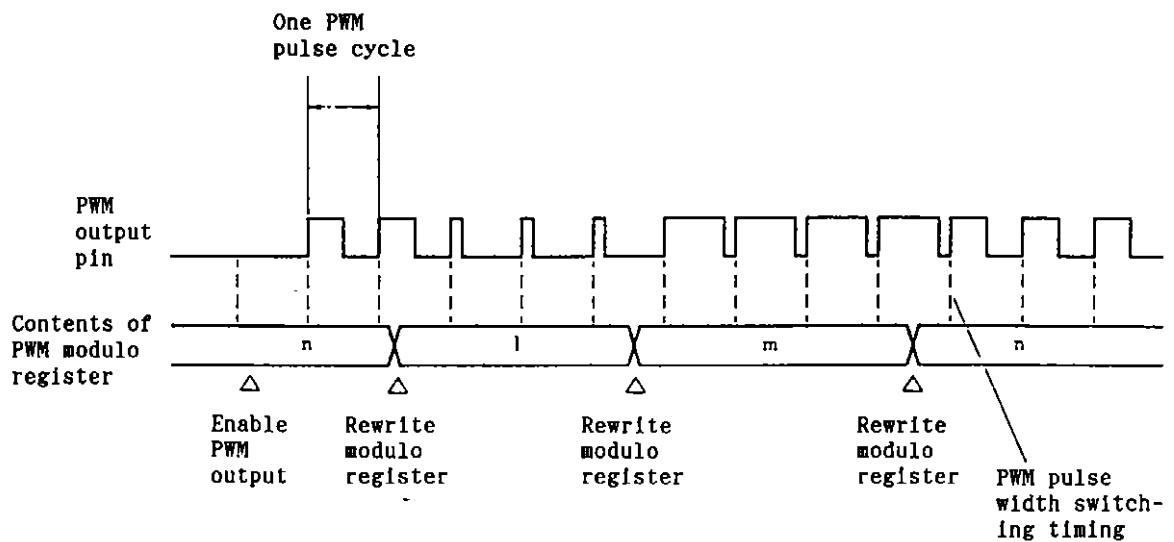 One PWM
pulse cycle
PWM
output
pin
Contents of
PWM modulo
register
n
l
m
n
Enable
PWM
output
Rewrite
modulo
register
Rewrite
modulo
register
Rewrite
modulo
register
PWM pulse
width switch-
ing timing